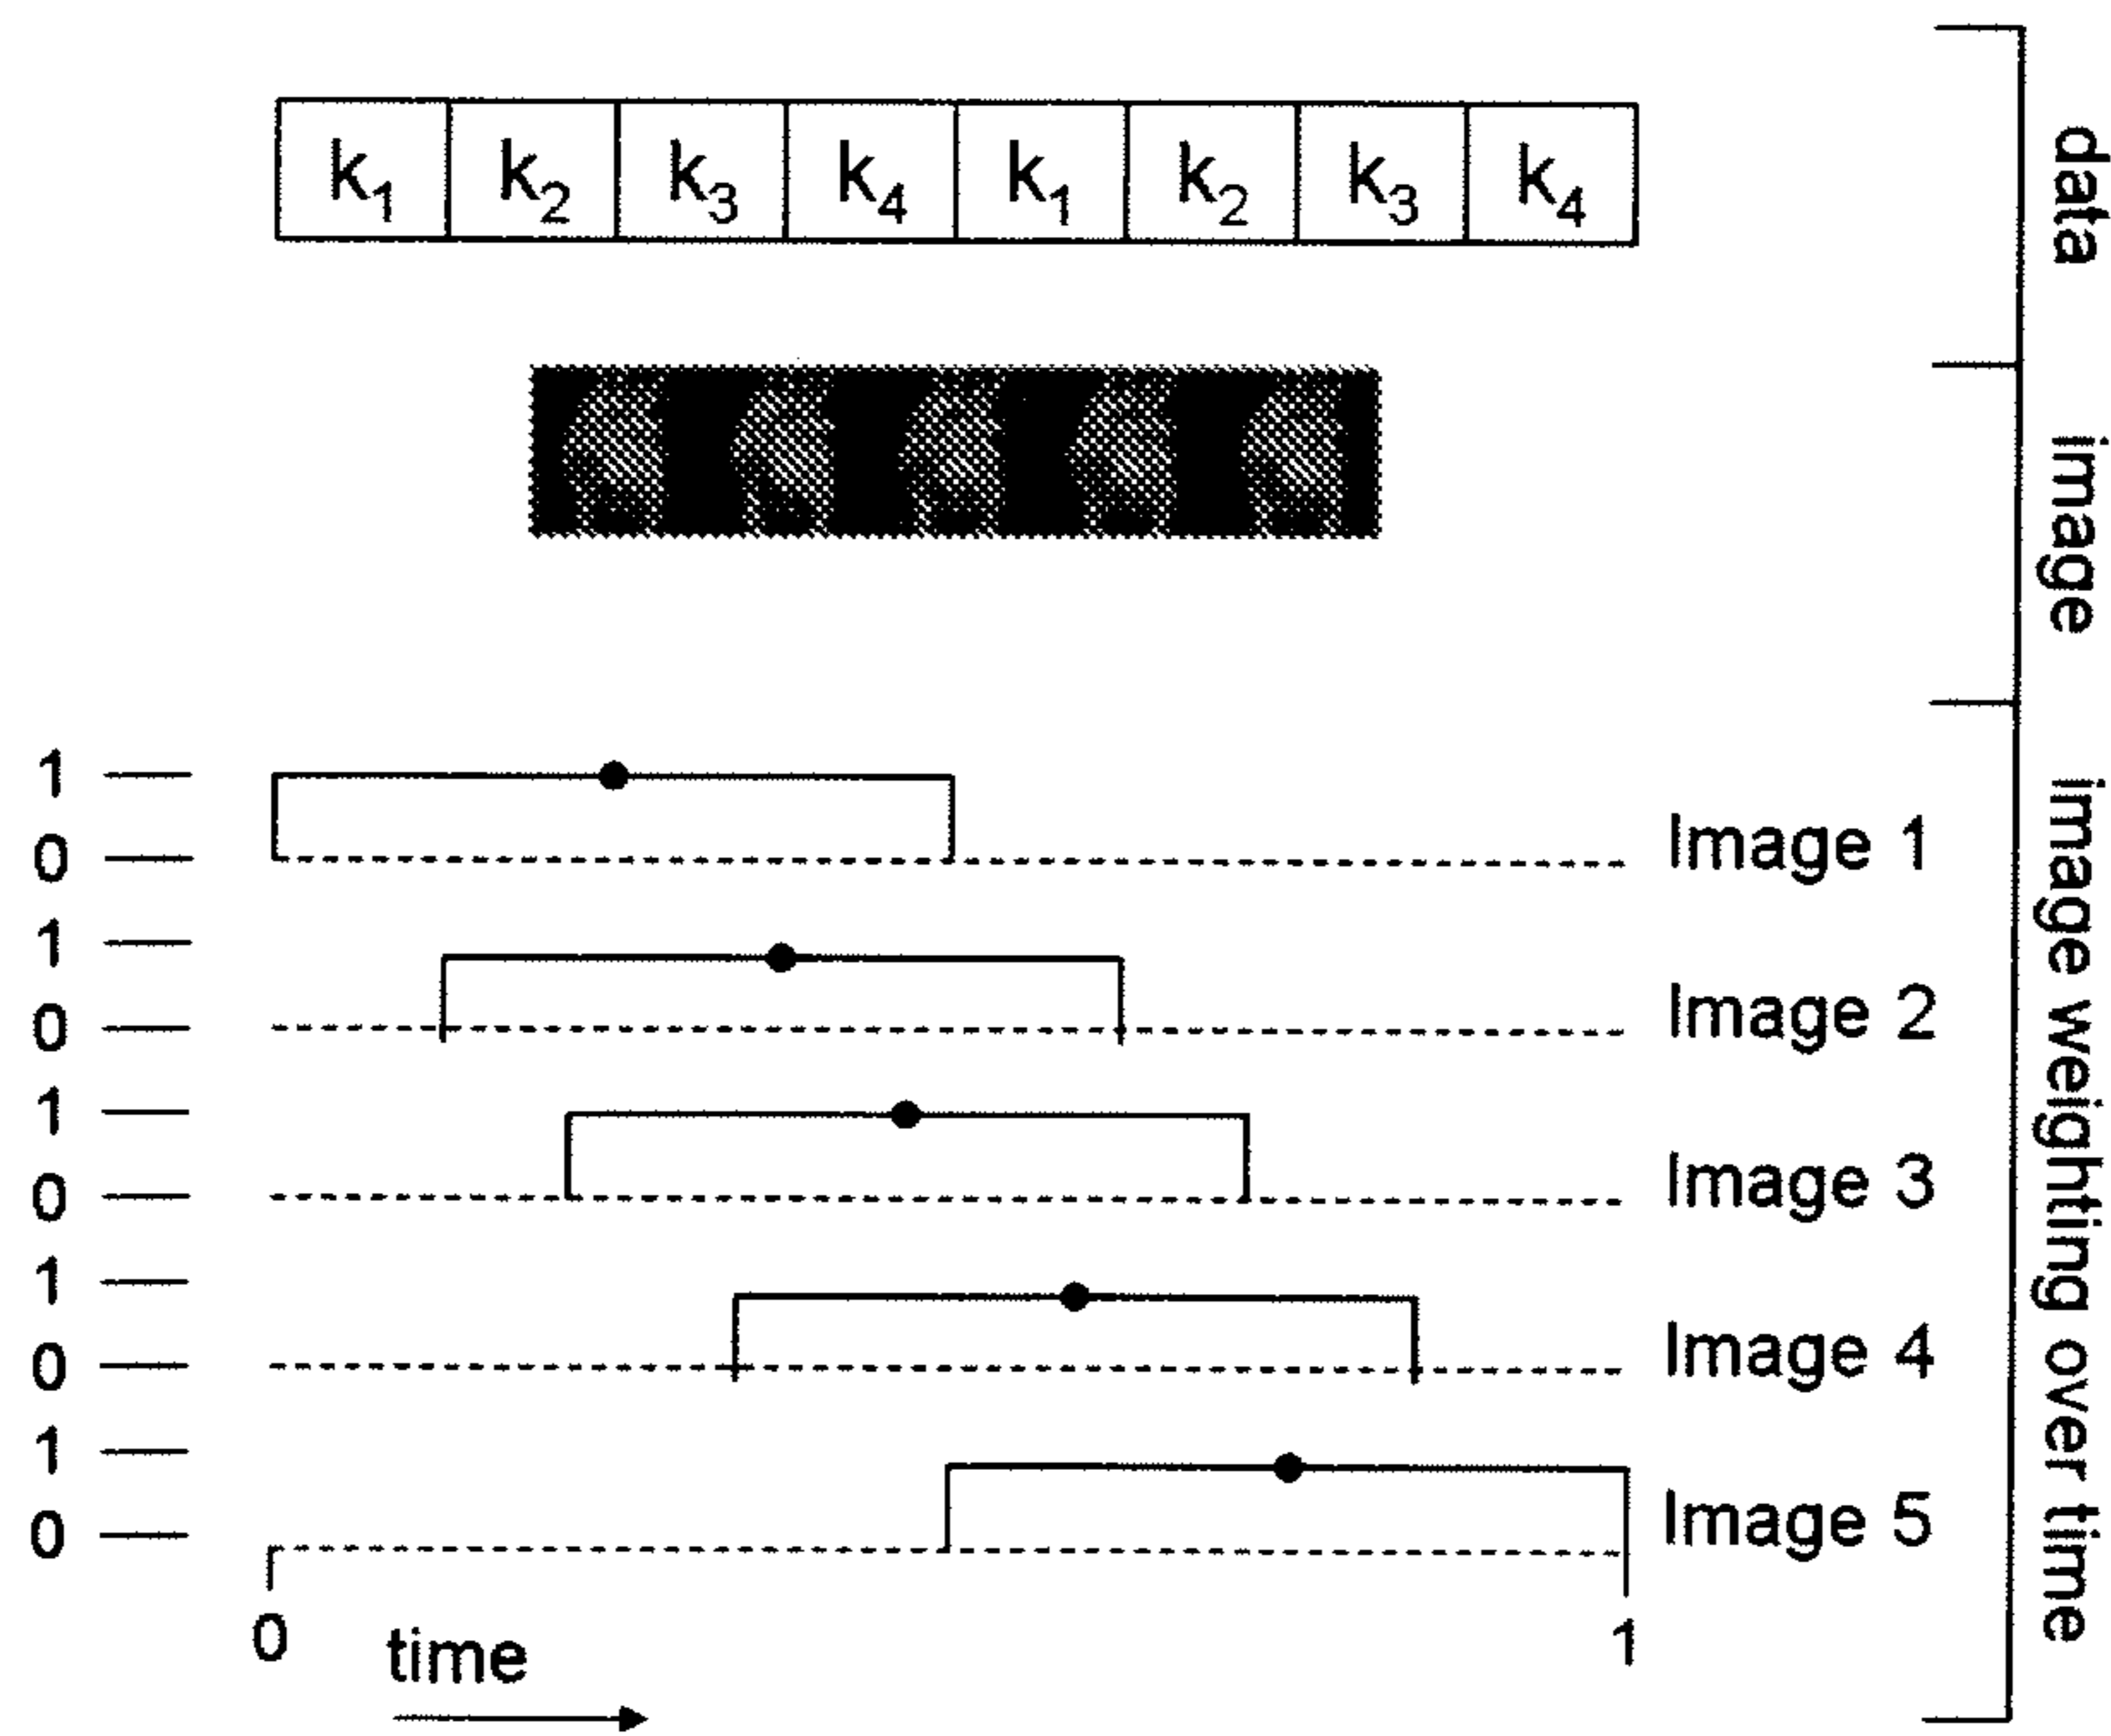 k1 k2 k3 k4 k1 k2 k3 k4
data
image
1
0 Image 1
1
0 Image 2
1
0 Image 3
1
0 Image 4
1
0 Image 5
image weighting over time
0 1
time